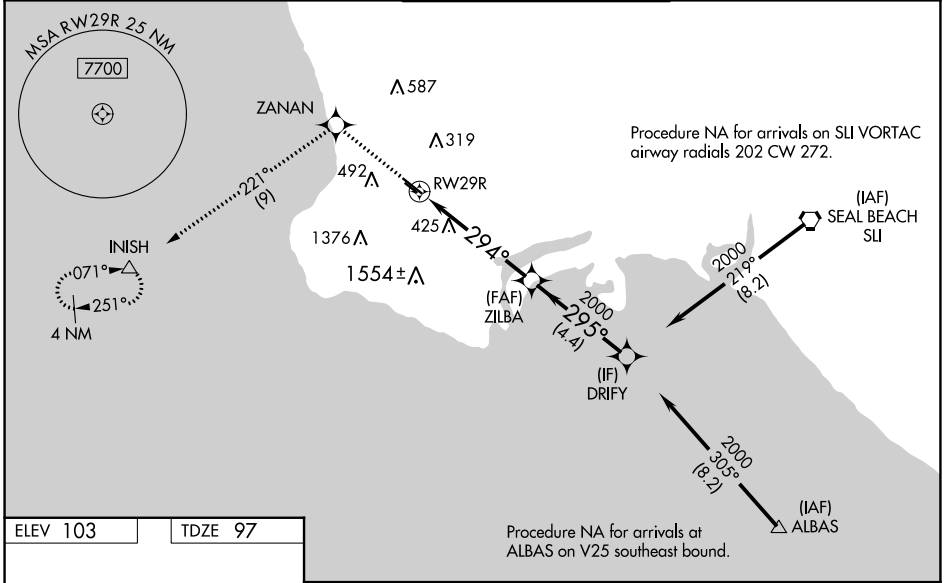 MSA RW29R 25 NM
7700
587
ZANAN
319
Procedure NA for arrivals on SLI VORTAC
airway radials 202 CW 272.
492
RW29R
221°
(9)
(IAF)
SEAL BEACH
SLI
425
1376
294°
2000
219°
(8.2)
INISH
1554±
071°
251°
4 NM
(FAF)
ZILBA
2000
295°
(4.4)
(IF)
DRIFY
2000
305°
(8.2)
(IAF)
ALBAS
ELEV 103
TDZE 97
Procedure NA for arrivals at
ALBAS on V25 southeast bound.